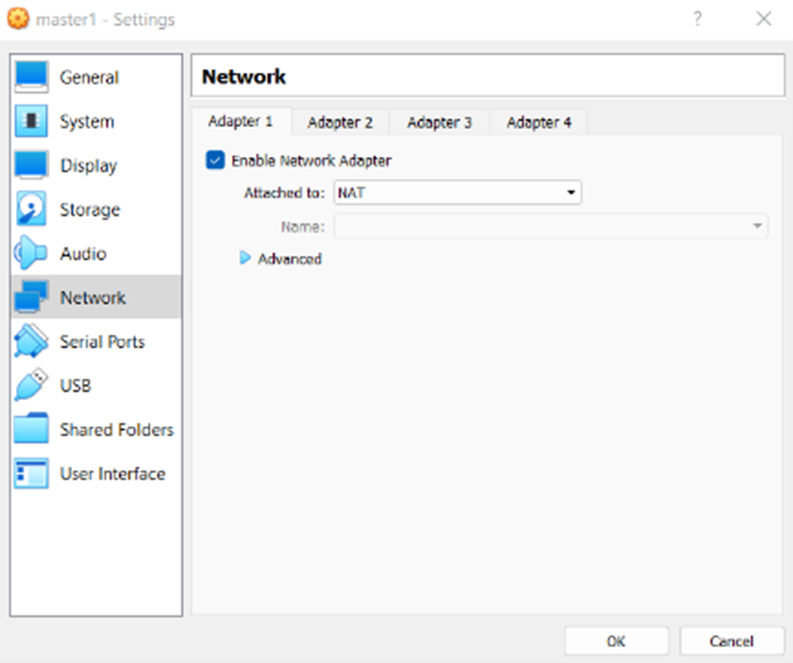 master1 - Settings
?
General
System
Display
Storage
Audio
Network
Serial Ports
USB
Shared Folders
User Interface
Network
Adapter 1 Adapter 2 Adapter 3 Adapter 4
Enable Network Adapter
Attached to: NAT
Name:
Advanced
OK Cancel